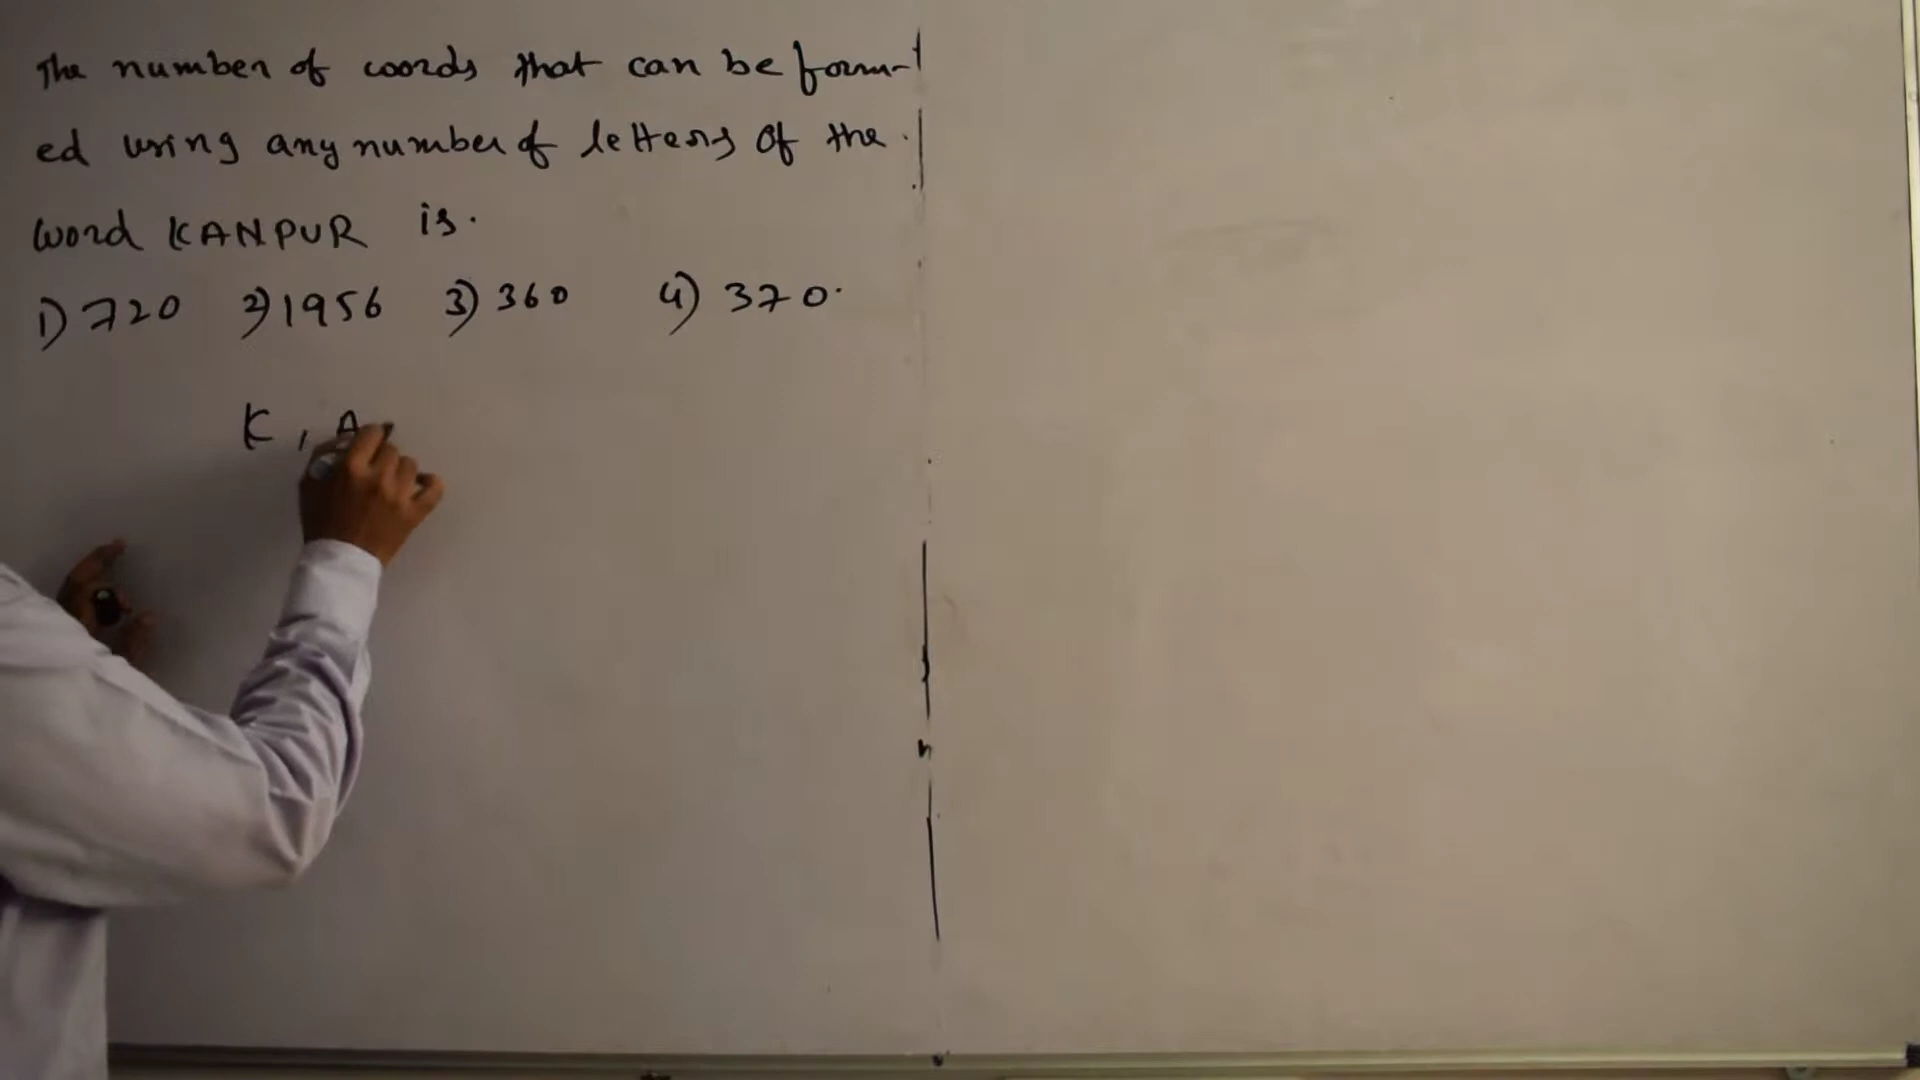 The number of words that can be form-
ed using any number of letters of the
word KANPUR is.
1) 720 2) 1956 3) 360 4) 370.
K, A